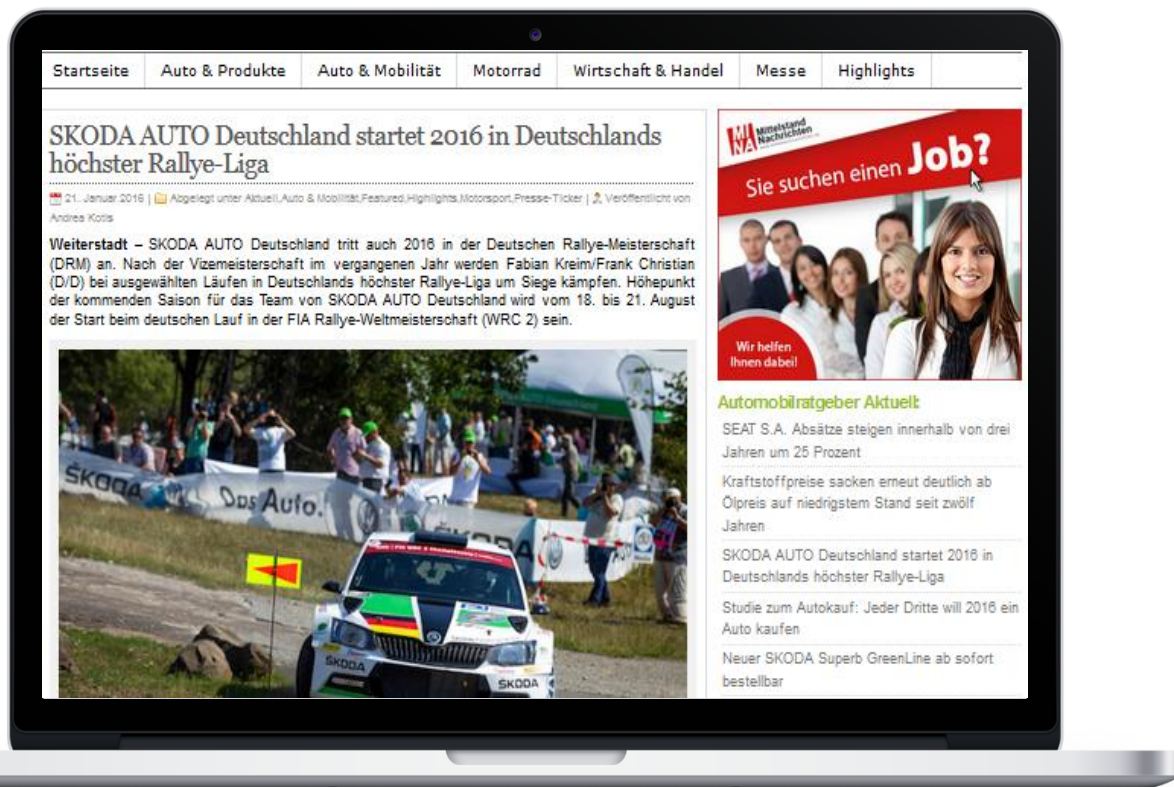 Startseite Auto & Produkte Auto & Mobilität Motorrad Wirtschaft & Handel Messe Highlights
SKODA AUTO Deutschland startet 2016 in Deutschlands
höchster Rallye-Liga
21. Januar 2016 | Abgelegt unter Aktuell,Auto & Mobilität,Featured,Highlights,Motorsport,Presse-Ticker | Veröffentlicht von
Andrea Kotis
Weiterstadt – SKODA AUTO Deutschland tritt auch 2016 in der Deutschen Rallye-Meisterschaft
(DRM) an. Nach der Vizemeisterschaft im vergangenen Jahr werden Fabian Kreim/Frank Christian
(D/D) bei ausgewählten Läufen in Deutschlands höchster Rallye-Liga um Siege kämpfen. Höhepunkt
der kommenden Saison für das Team von SKODA AUTO Deutschland wird vom 18. bis 21. August
der Start beim deutschen Lauf in der FIA Rallye-Weltmeisterschaft (WRC 2) sein.
ŠKODA
Das Auto.
ŠKODA
SKODA
MI Mittelstand
NA Nachrichten
Sie suchen einen Job?
Wir helfen
Ihnen dabei!
Automobilratgeber Aktuell:
SEAT S.A. Absätze steigen innerhalb von drei
Jahren um 25 Prozent
Kraftstoffpreise sacken erneut deutlich ab
Ölpreis auf niedrigstem Stand seit zwölf
Jahren
SKODA AUTO Deutschland startet 2016 in
Deutschlands höchster Rallye-Liga
Studie zum Autokauf: Jeder Dritte will 2016 ein
Auto kaufen
Neuer SKODA Superb GreenLine ab sofort
bestellbar